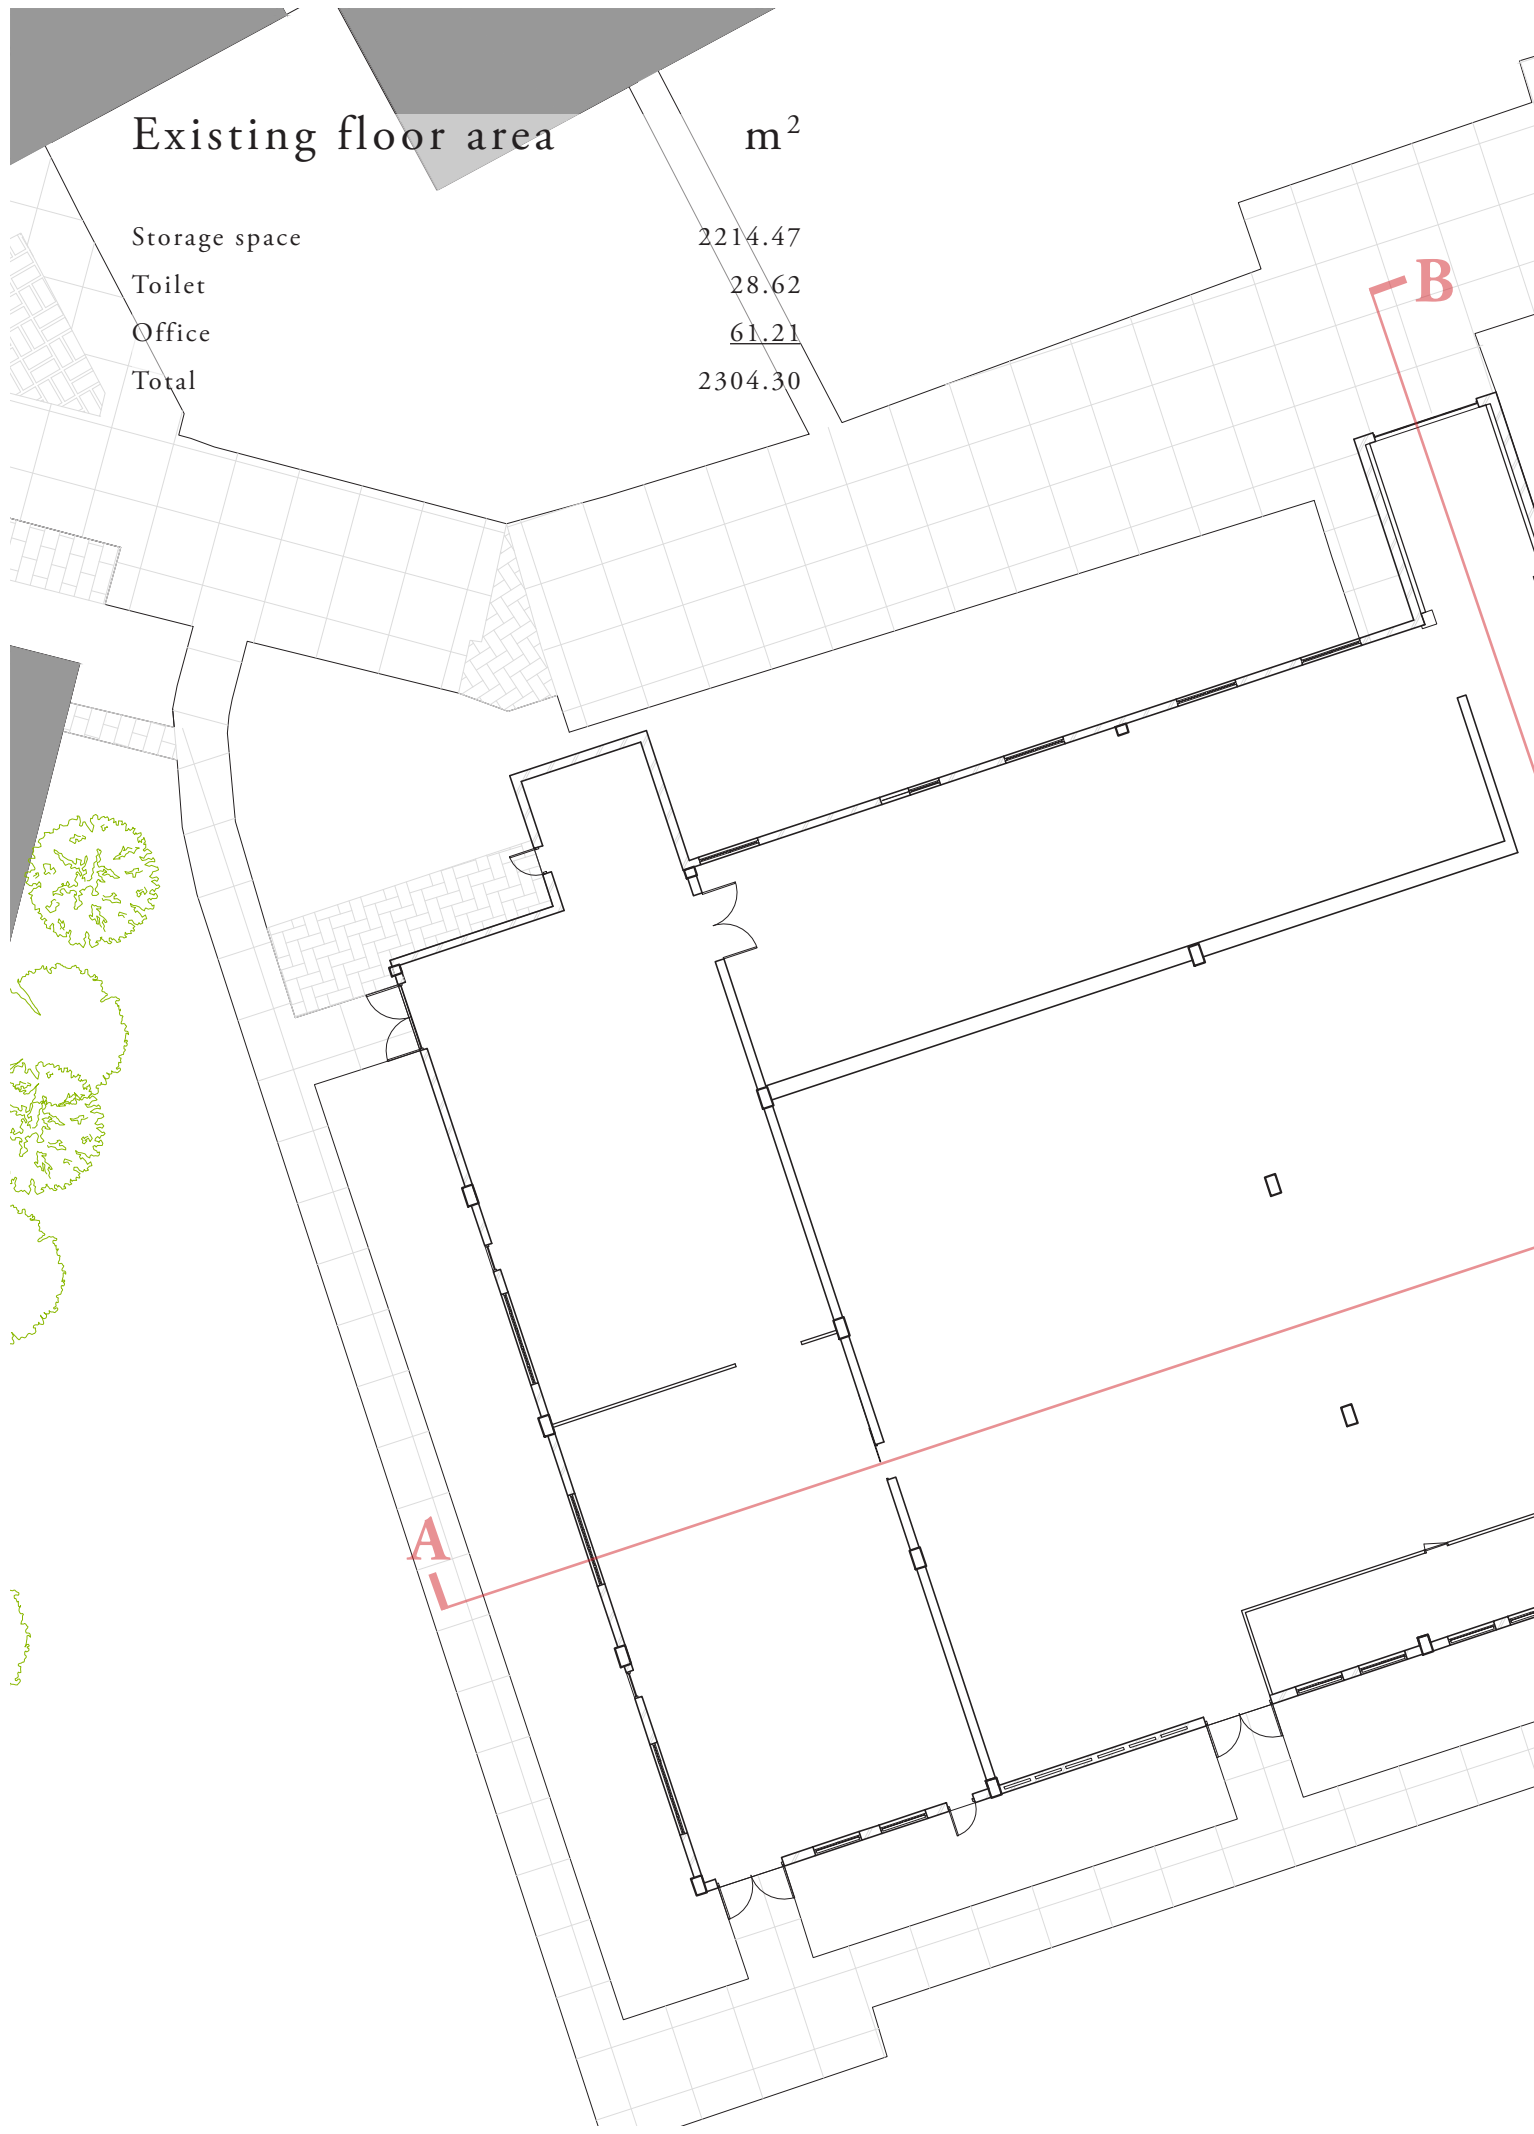 Existing floor area m²
Storage space 2214.47
Toilet 28.62
Office 61.21
Total 2304.30
B
A